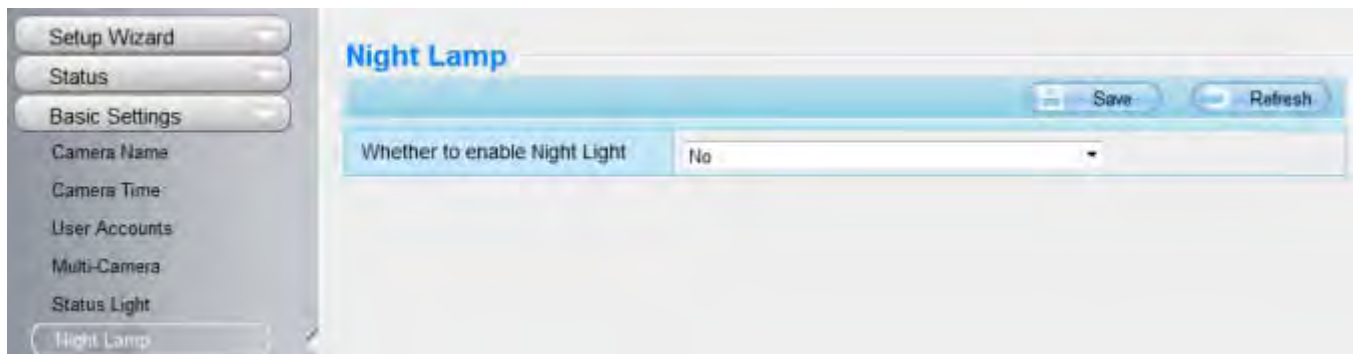 Setup Wizard
Status
Basic Settings
Camera Name
Camera Time
User Accounts
Multi-Camera
Status Light
Night Lamp
Night Lamp
Save
Refresh
Whether to enable Night Light
No